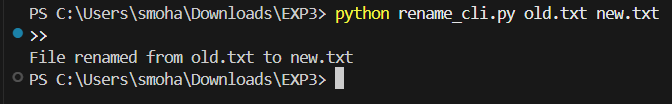 PS C:\Users\smoha\Downloads\EXP3> python rename_cli.py old.txt new.txt
>>
File renamed from old.txt to new.txt
PS C:\Users\smoha\Downloads\EXP3>